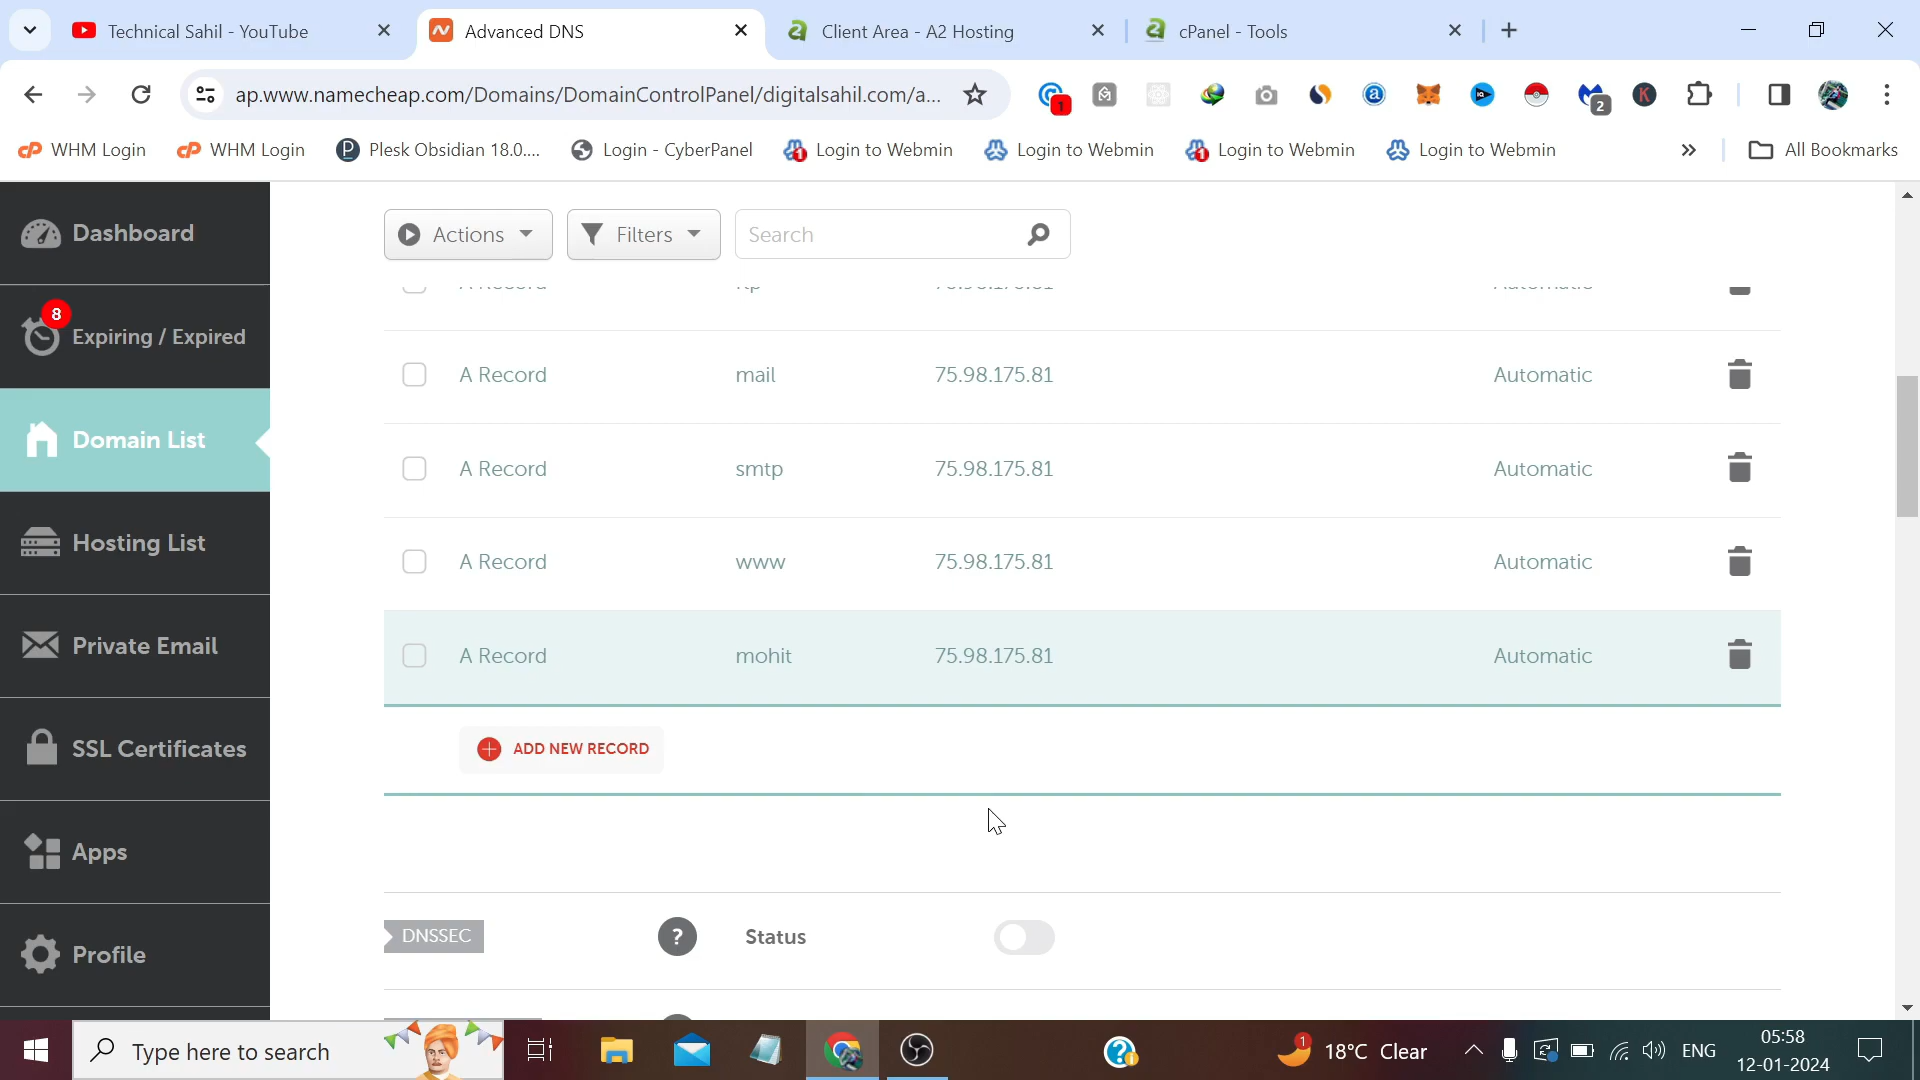 Technical Sahil - YouTube
Advanced DNS
Client Area - A2 Hosting
cPanel - Tools
ap.www.namecheap.com/Domains/DomainControlPanel/digitalsahil.com/a...
1
2
WHM Login
WHM Login
Plesk Obsidian 18.0....
Login - CyberPanel
Login to Webmin
Login to Webmin
Login to Webmin
Login to Webmin
All Bookmarks
Dashboard
8
Expiring / Expired
Domain List
Hosting List
Private Email
SSL Certificates
Apps
Profile
Actions
Filters
Search
A Record mail 75.98.175.81 Automatic
A Record smtp 75.98.175.81 Automatic
A Record www 75.98.175.81 Automatic
A Record mohit 75.98.175.81 Automatic
ADD NEW RECORD
DNSSEC ? Status
Type here to search
1
18°C Clear
ENG
05:58
12-01-2024